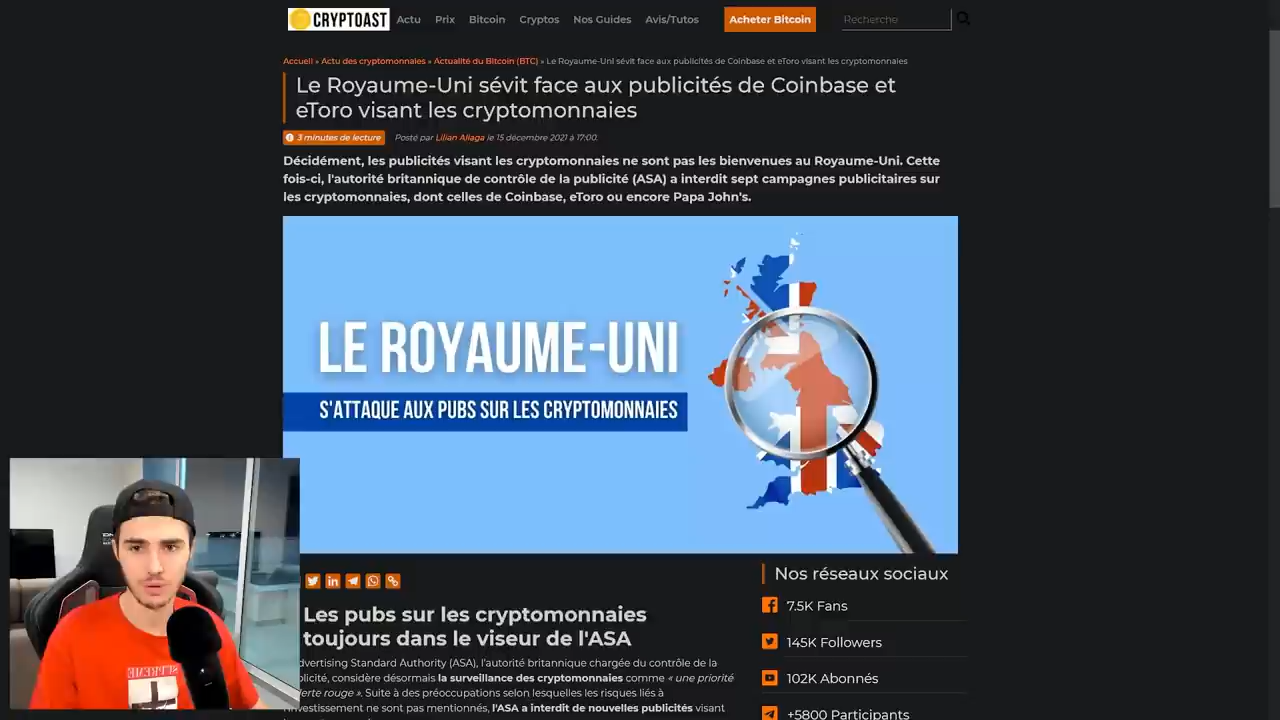 CRYPTOAST Actu Prix Bitcoin Cryptos Nos Guides Avis/Tutos Acheter Bitcoin Recherche
Accueil » Actu des cryptomonnaies » Actualité du Bitcoin (BTC) » Le Royaume-Uni sévit face aux publicités de Coinbase et eToro visant les cryptomonnaies
Le Royaume-Uni sévit face aux publicités de Coinbase et
eToro visant les cryptomonnaies
3 minutes de lecture Posté par Lilian Aliaga le 15 décembre 2021 à 17:00.
Décidément, les publicités visant les cryptomonnaies ne sont pas les bienvenues au Royaume-Uni. Cette
fois-ci, l'autorité britannique de contrôle de la publicité (ASA) a interdit sept campagnes publicitaires sur
les cryptomonnaies, dont celles de Coinbase, eToro ou encore Papa John's.
LE ROYAUME-UNI
S'ATTAQUE AUX PUBS SUR LES CRYPTOMONNAIES
Les pubs sur les cryptomonnaies
toujours dans le viseur de l'ASA
dvertising Standard Authority (ASA), l'autorité britannique chargée du contrôle de la
blicité, considère désormais la surveillance des cryptomonnaies comme « une priorité
lerte rouge ». Suite à des préoccupations selon lesquelles les risques liés à
nvestissement ne sont pas mentionnés, l'ASA a interdit de nouvelles publicités visant
Nos réseaux sociaux
7.5K Fans
145K Followers
102K Abonnés
+5800 Participants